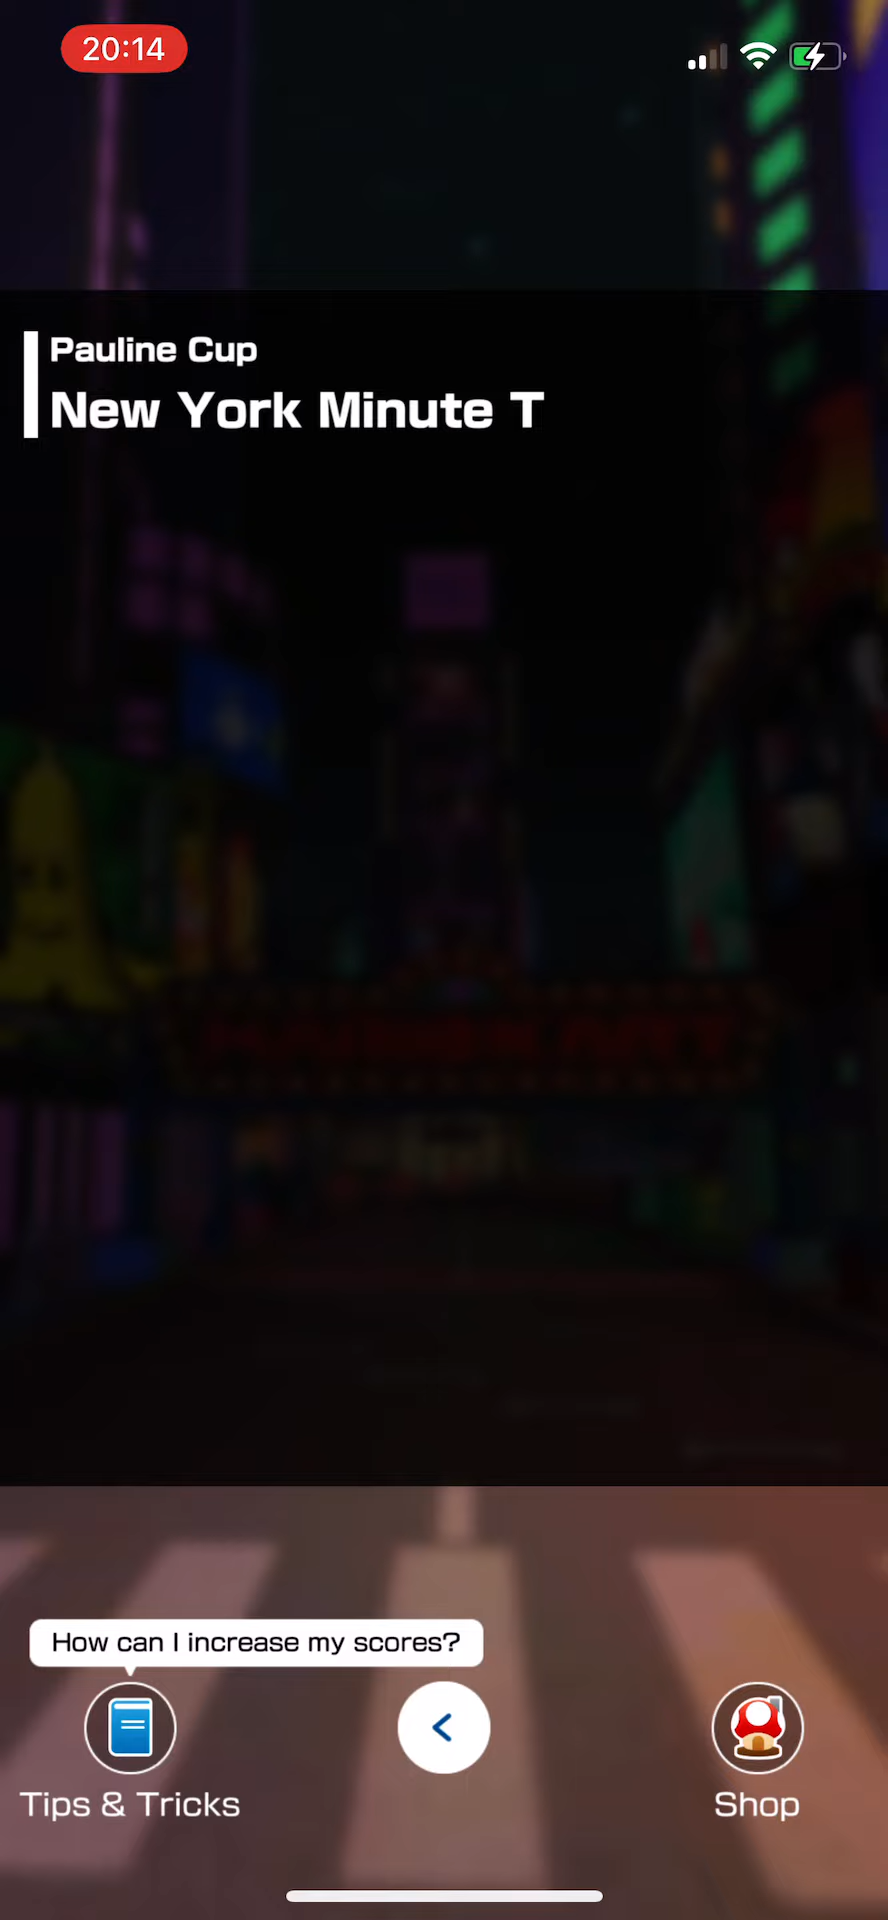 20:14
Pauline Cup
New York Minute T
How can I increase my scores?
Tips & Tricks
Shop